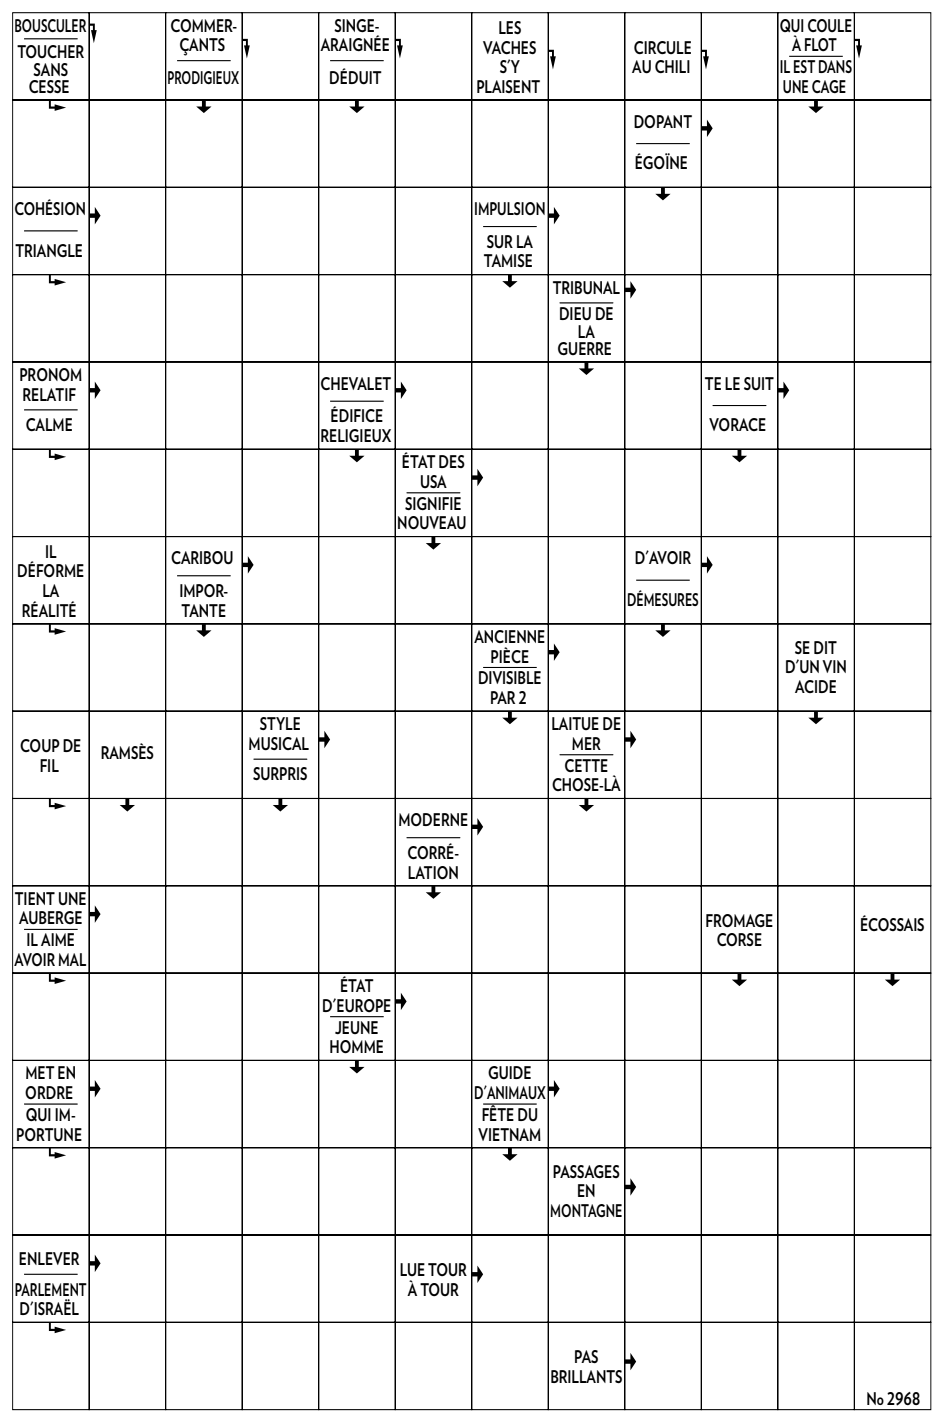 BOUSCULER
TOUCHER
SANS
CESSE
COMMER-
ÇANTS
PRODIGIEUX
SINGE-
ARAIGNÉE
DÉDUIT
LES
VACHES
S'Y
PLAISENT
CIRCULE
AU CHILI
QUI COULE
À FLOT
IL EST DANS
UNE CAGE
DOPANT
ÉGOÏNE
COHÉSION
TRIANGLE
IMPULSION
SUR LA
TAMISE
TRIBUNAL
DIEU DE
LA
GUERRE
PRONOM
RELATIF
CALME
CHEVALET
ÉDIFICE
RELIGIEUX
TE LE SUIT
VORACE
ÉTAT DES
USA
SIGNIFIE
NOUVEAU
IL
DÉFORME
LA
RÉALITÉ
CARIBOU
IMPOR-
TANTE
D'AVOIR
DÉMESURES
ANCIENNE
PIÈCE
DIVISIBLE
PAR 2
SE DIT
D'UN VIN
ACIDE
COUP DE
FIL
RAMSÈS
STYLE
MUSICAL
SURPRIS
LAITUE DE
MER
CETTE
CHOSE-LÀ
MODERNE
CORRÉ-
LATION
TIENT UNE
AUBERGE
IL AIME
AVOIR MAL
FROMAGE
CORSE
ÉCOSSAIS
ÉTAT
D'EUROPE
JEUNE
HOMME
MET EN
ORDRE
QUI IM-
PORTUNE
GUIDE
D'ANIMAUX
FÊTE DU
VIETNAM
PASSAGES
EN
MONTAGNE
ENLEVER
PARLEMENT
D'ISRAËL
LUE TOUR
À TOUR
PAS
BRILLANTS
No 2968